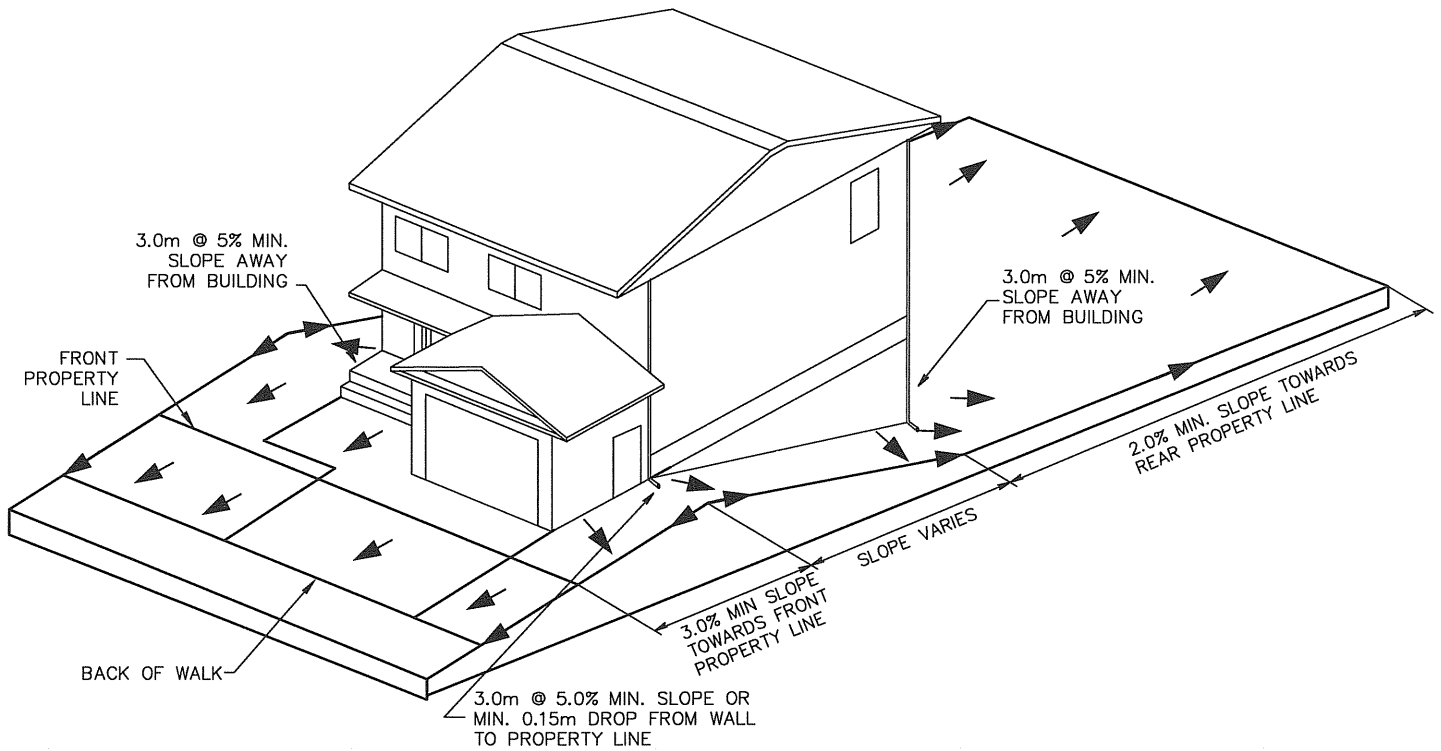 3.0m @ 5% MIN.
SLOPE AWAY
FROM BUILDING
3.0m @ 5% MIN.
SLOPE AWAY
FROM BUILDING
FRONT
PROPERTY
LINE
2.0% MIN. SLOPE TOWARDS
REAR PROPERTY LINE
SLOPE VARIES
3.0% MIN SLOPE
TOWARDS FRONT
PROPERTY LINE
BACK OF WALK
3.0m @ 5.0% MIN. SLOPE OR
MIN. 0.15m DROP FROM WALL
TO PROPERTY LINE